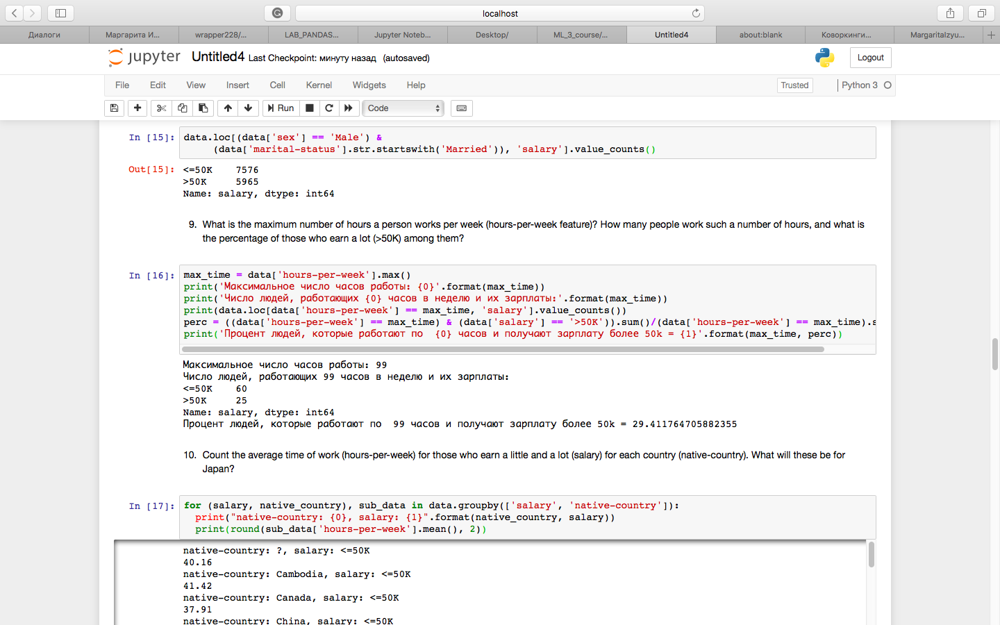 localhost
Диалоги
Маргарита И...
wrapper228/...
LAB_PANDAS...
Jupyter Noteb...
Desktop/
ML_3_course/...
Untitled4
about:blank
Коворкинги...
Margaritalzyu...
jupyter Untitled4 Last Checkpoint: минуту назад (autosaved)
Logout
File Edit View Insert Cell Kernel Widgets Help
Trusted
Python 3
Run
Code
In [15]: data.loc[(data['sex'] == 'Male') &
(data['marital-status'].str.startswith('Married')), 'salary'].value_counts()
Out[15]: <=50K    7576
>50K     5965
Name: salary, dtype: int64
9. What is the maximum number of hours a person works per week (hours-per-week feature)? How many people work such a number of hours, and what is
the percentage of those who earn a lot (>50K) among them?
In [16]: max_time = data['hours-per-week'].max()
print('Максимальное число часов работы: {0}'.format(max_time))
print('Число людей, работающих {0} часов в неделю и их зарплаты:'.format(max_time))
print(data.loc[data['hours-per-week'] == max_time, 'salary'].value_counts())
perc = ((data['hours-per-week'] == max_time) & (data['salary'] == '>50K')).sum()/(data['hours-per-week'] == max_time).s
print('Процент людей, которые работают по  {0} часов и получают зарплату более 50k = {1}'.format(max_time, perc))
Максимальное число часов работы: 99
Число людей, работающих 99 часов в неделю и их зарплаты:
<=50K    60
>50K     25
Name: salary, dtype: int64
Процент людей, которые работают по  99 часов и получают зарплату более 50k = 29.411764705882355
10. Count the average time of work (hours-per-week) for those who earn a little and a lot (salary) for each country (native-country). What will these be for
Japan?
In [17]: for (salary, native_country), sub_data in data.groupby(['salary', 'native-country']):
print("native-country: {0}, salary: {1}".format(native_country, salary))
print(round(sub_data['hours-per-week'].mean(), 2))
native-country: ?, salary: <=50K
40.16
native-country: Cambodia, salary: <=50K
41.42
native-country: Canada, salary: <=50K
37.91
native-country: China, salary: <=50K